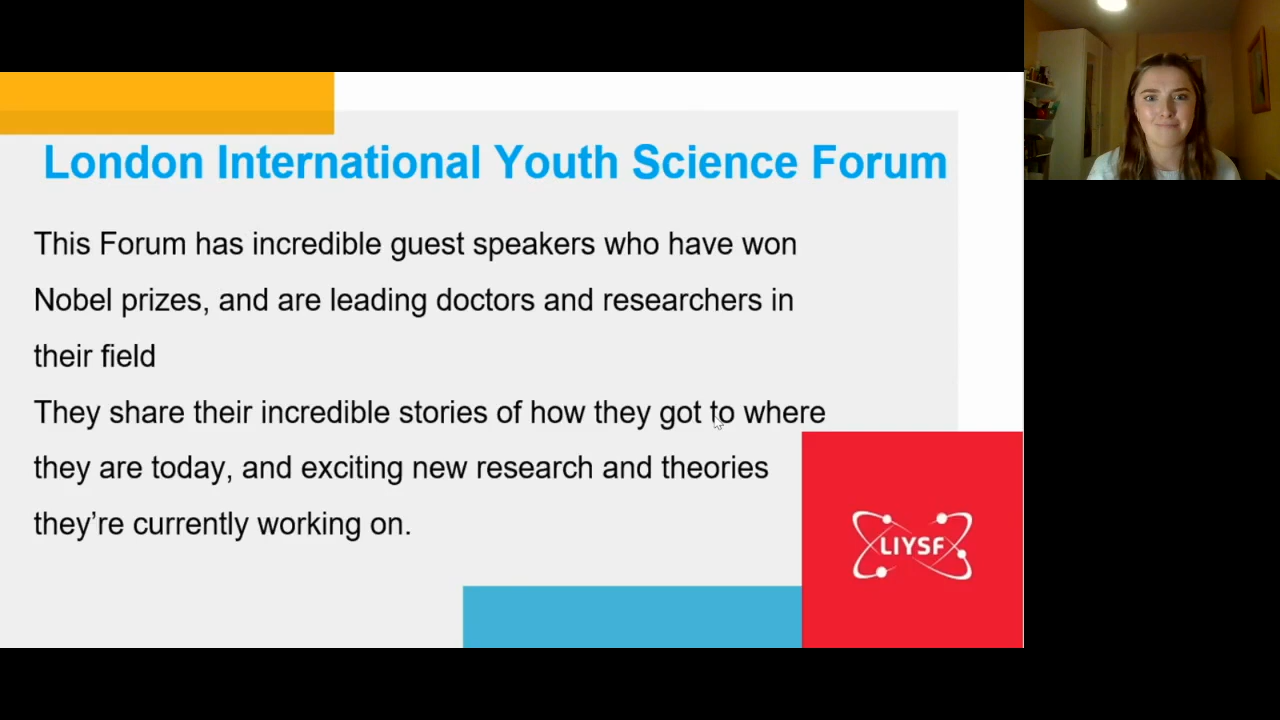 London International Youth Science Forum
This Forum has incredible guest speakers who have won
Nobel prizes, and are leading doctors and researchers in
their field
They share their incredible stories of how they got to where
they are today, and exciting new research and theories
they’re currently working on.
LIYSF